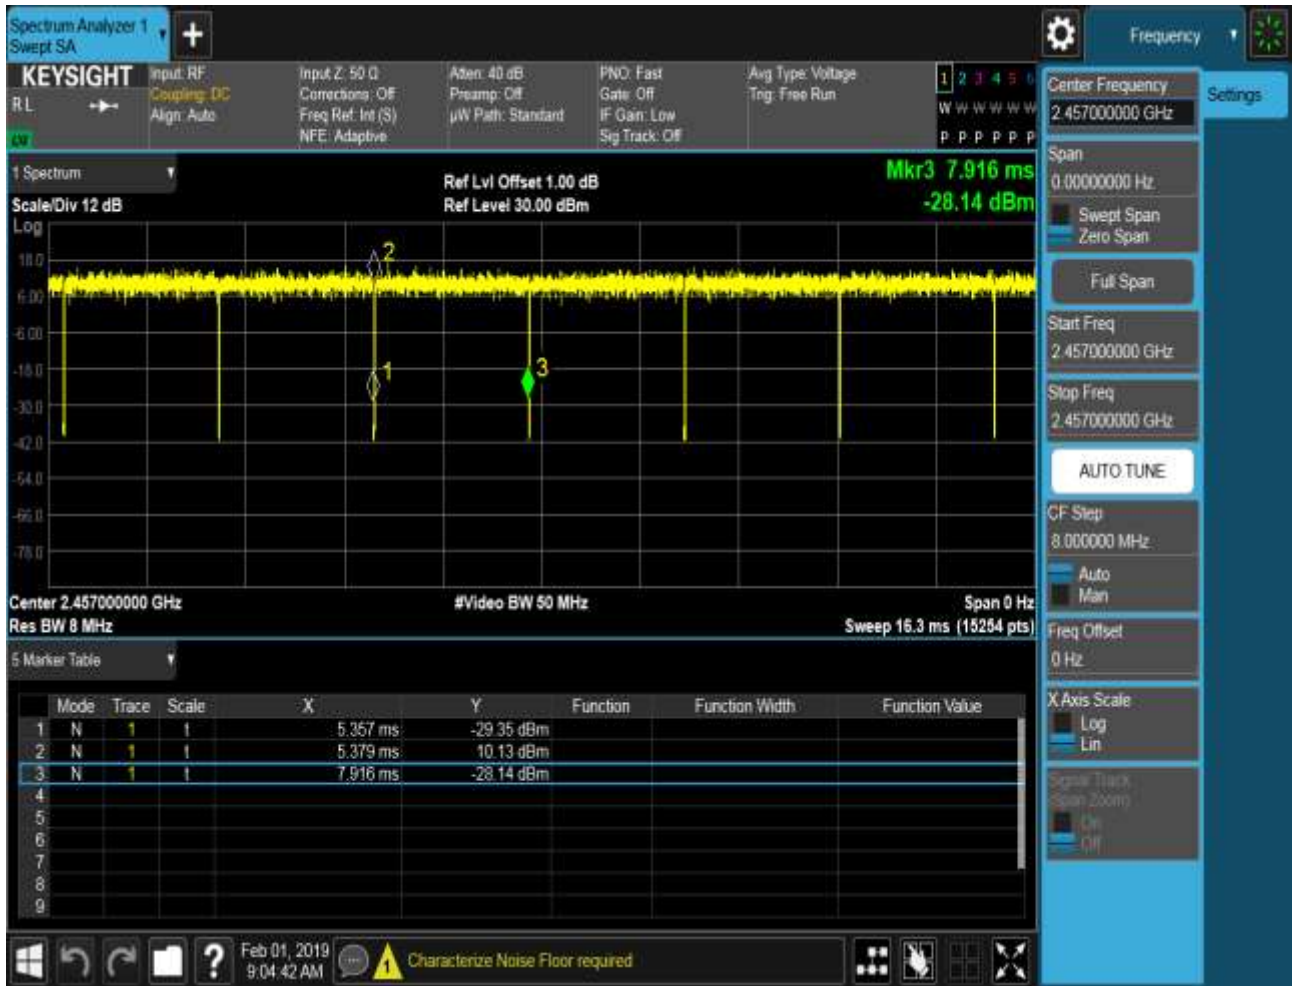 Spectrum Analyzer 1
Swept SA
Frequency
KEYSIGHT
R L
Input: RF
Coupling: DC
Align: Auto
Input Z: 50 Ω
Corrections: Off
Freq Ref: Int (S)
NFE: Adaptive
Atten: 40 dB
Preamp: Off
µW Path: Standard
PNO: Fast
Gate: Off
IF Gain: Low
Sig Track: Off
Avg Type: Voltage
Trig: Free Run
1 2 3 4 5 6
W W W W W W
P P P P P P
1 Spectrum
Scale/Div 12 dB
Log
Ref Lvl Offset 1.00 dB
Ref Level 30.00 dBm
Mkr3 7.916 ms
-28.14 dBm
18.0
6.00
-6.00
-18.0
-30.0
-42.0
-54.0
-66.0
-78.0
2
1
3
Center 2.457000000 GHz
Res BW 8 MHz
#Video BW 50 MHz
Span 0 Hz
Sweep 16.3 ms (15254 pts)
5 Marker Table
Mode Trace Scale X Y Function Function Width Function Value
1 N 1 t 5.357 ms -29.35 dBm
2 N 1 t 5.379 ms 10.13 dBm
3 N 1 t 7.916 ms -28.14 dBm
4
5
6
7
8
9
Center Frequency
2.457000000 GHz
Settings
Span
0.00000000 Hz
Swept Span
Zero Span
Full Span
Start Freq
2.457000000 GHz
Stop Freq
2.457000000 GHz
AUTO TUNE
CF Step
8.000000 MHz
Auto
Man
Freq Offset
0 Hz
X Axis Scale
Log
Lin
Signal Track
(Span Zoom)
On
Off
?
Feb 01, 2019
9:04:42 AM
1
Characterize Noise Floor required